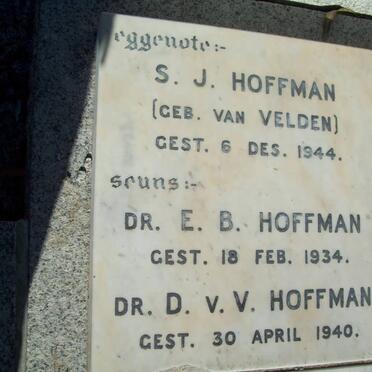 eggenote:-
S. J. HOFFMAN
(GEB. VAN VELDEN)
GEST. 6 DES. 1944.
seuns:-
DR. E. B. HOFFMAN
GEST. 18 FEB. 1934.
DR. D. V. V. HOFFMAN
GEST. 30 APRIL 1940.